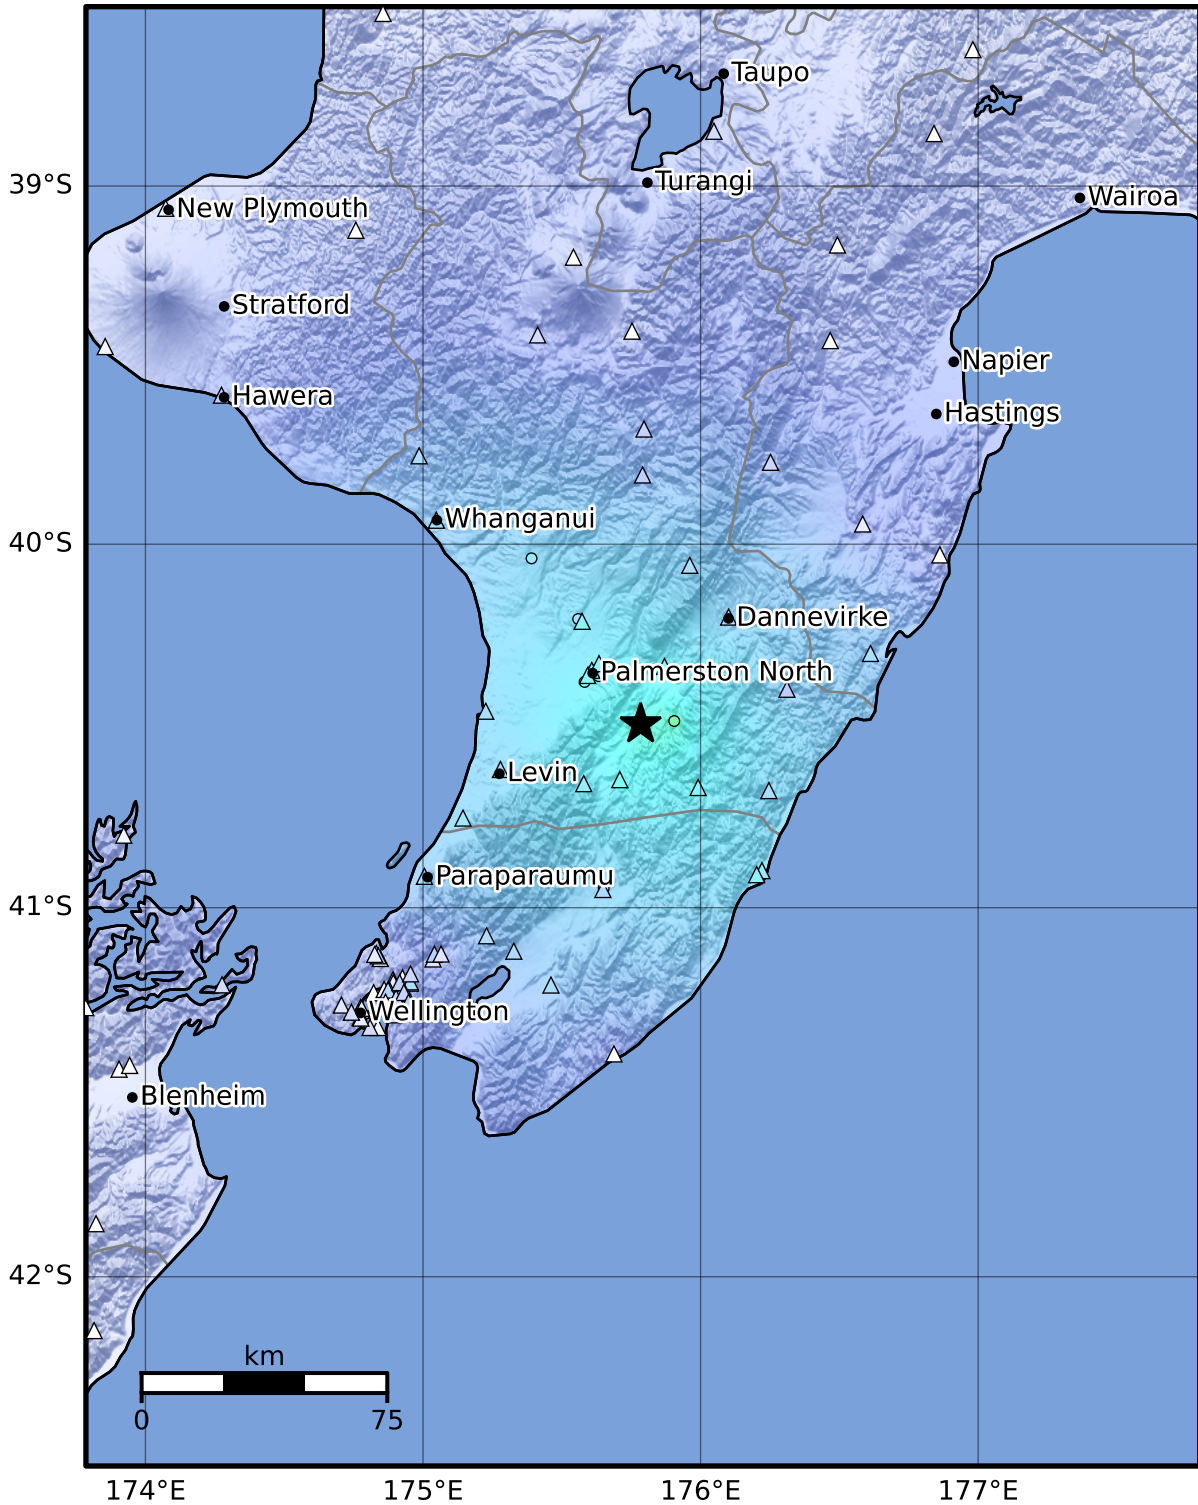 Taupo
Turangi
39°S
Wairoa
New Plymouth
Stratford
Napier
Hawera
Hastings
Whanganui
40°S
Dannevirke
Palmerston North
Levin
Paraparaumu
41°S
Wellington
Blenheim
42°S
km
0 75
174°E 175°E 176°E 177°E